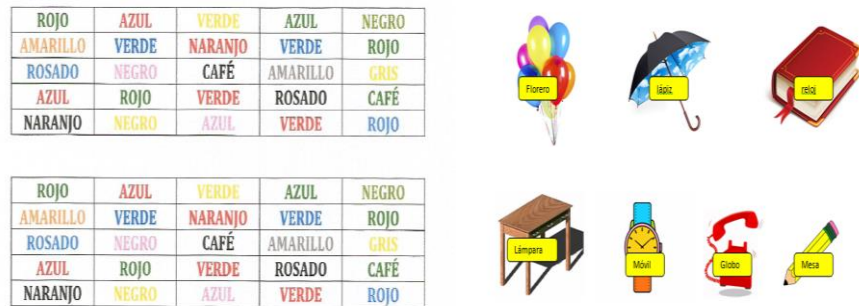 ROJO AZUL VERDE AZUL NEGRO
AMARILLO VERDE NARANJO VERDE ROJO
ROSADO NEGRO CAFÉ AMARILLO GRIS
AZUL ROJO VERDE ROSADO CAFÉ
NARANJO NEGRO AZUL VERDE ROJO
ROJO AZUL VERDE AZUL NEGRO
AMARILLO VERDE NARANJO VERDE ROJO
ROSADO NEGRO CAFÉ AMARILLO GRIS
AZUL ROJO VERDE ROSADO CAFÉ
NARANJO NEGRO AZUL VERDE ROJO
Florero lápiz reloj
Lámpara Móvil Globo Mesa